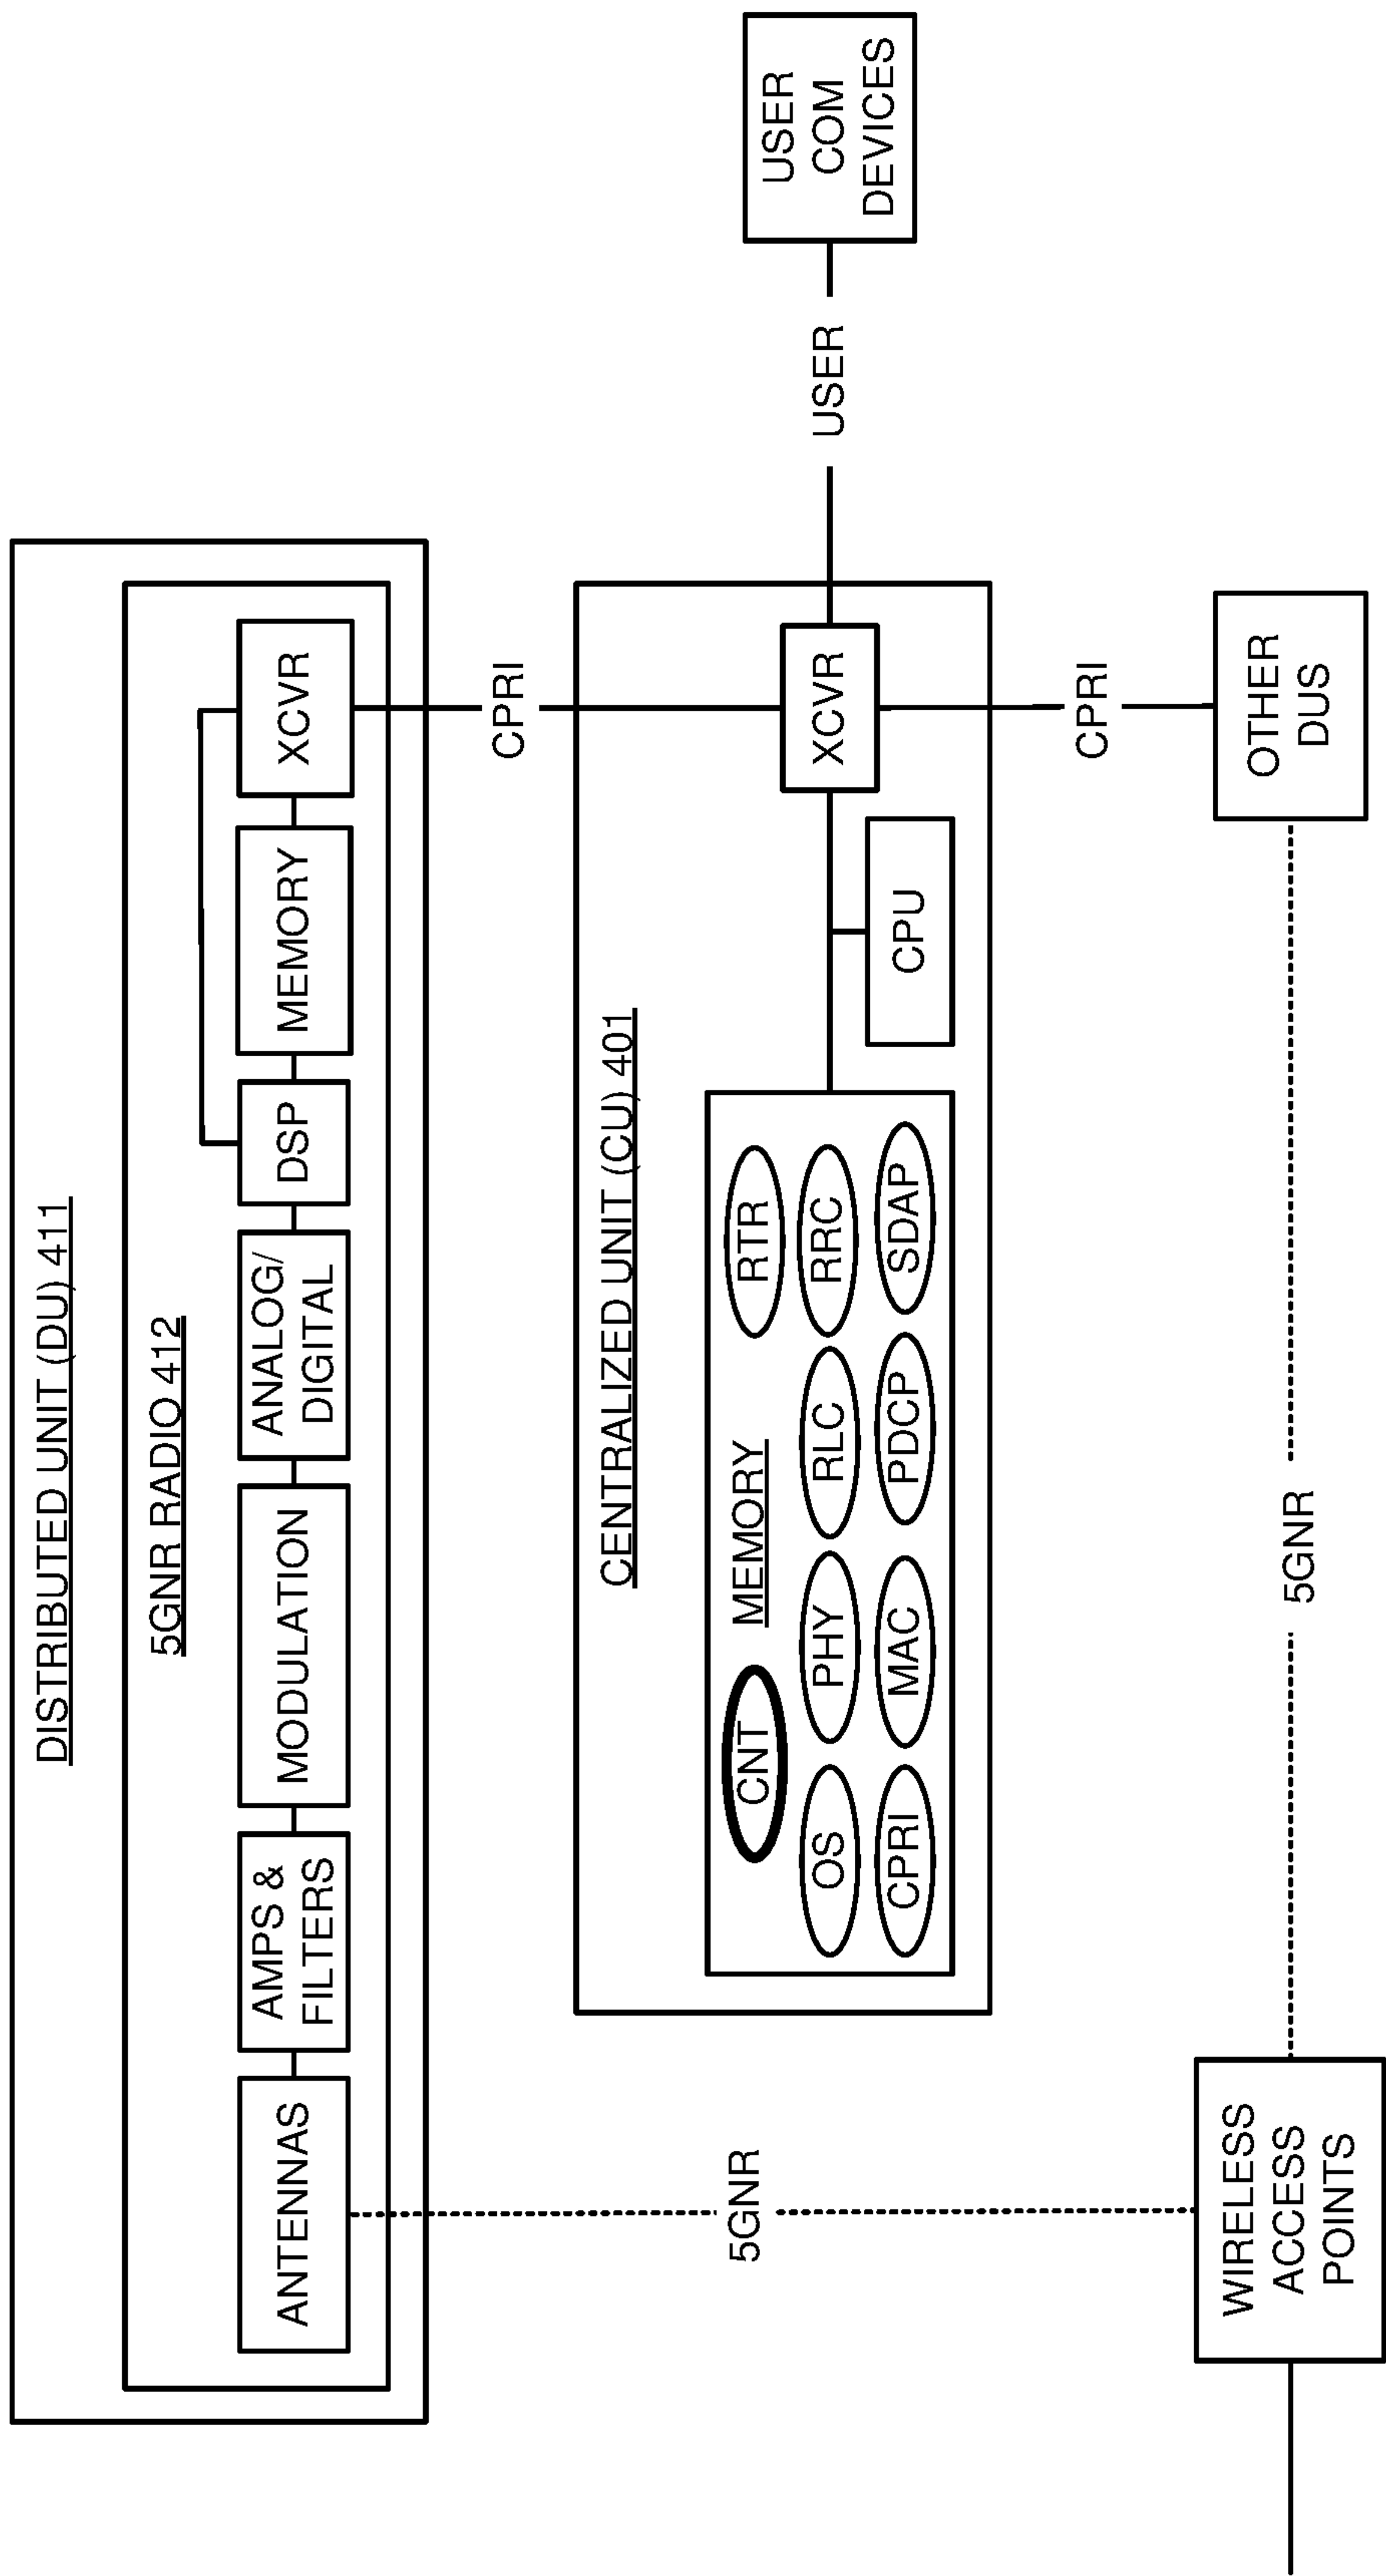 DISTRIBUTED UNIT (DU) 411
5GNR RADIO 412
ANTENNAS
AMPS &
FILTERS
MODULATION
ANALOG/
DIGITAL
DSP
MEMORY
XCVR
CPRI
CENTRALIZED UNIT (CU) 401
CNT
MEMORY
RTR
OS
PHY
RLC
RRC
CPRI
MAC
PDCP
SDAP
CPU
XCVR
USER
USER
COM
DEVICES
5GNR
CPRI
WIRELESS
ACCESS
POINTS
5GNR
OTHER
DUS